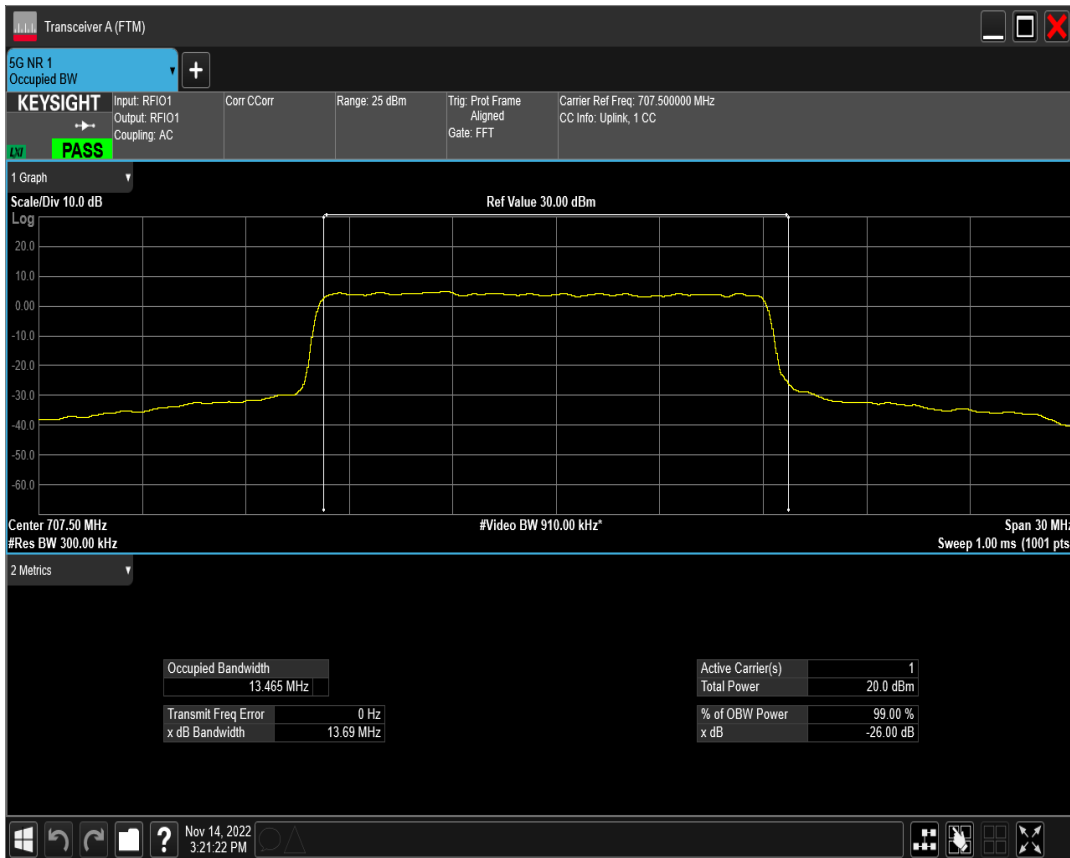 Transceiver A (FTM)
5G NR 1
Occupied BW
+
KEYSIGHT
LXI
PASS
Input: RFIO1
Output: RFIO1
Coupling: AC
Corr CCorr
Range: 25 dBm
Trig: Prot Frame
Aligned
Gate: FFT
Carrier Ref Freq: 707.500000 MHz
CC Info: Uplink, 1 CC
1 Graph
Scale/Div 10.0 dB
Ref Value 30.00 dBm
Log
20.0
10.0
0.00
-10.0
-20.0
-30.0
-40.0
-50.0
-60.0
Center 707.50 MHz
#Video BW 910.00 kHz*
Span 30 MHz
#Res BW 300.00 kHz
Sweep 1.00 ms (1001 pts
2 Metrics
Occupied Bandwidth
13.465 MHz
Transmit Freq Error 0 Hz
x dB Bandwidth 13.69 MHz
Active Carrier(s) 1
Total Power 20.0 dBm
% of OBW Power 99.00 %
x dB -26.00 dB
?
Nov 14, 2022
3:21:22 PM